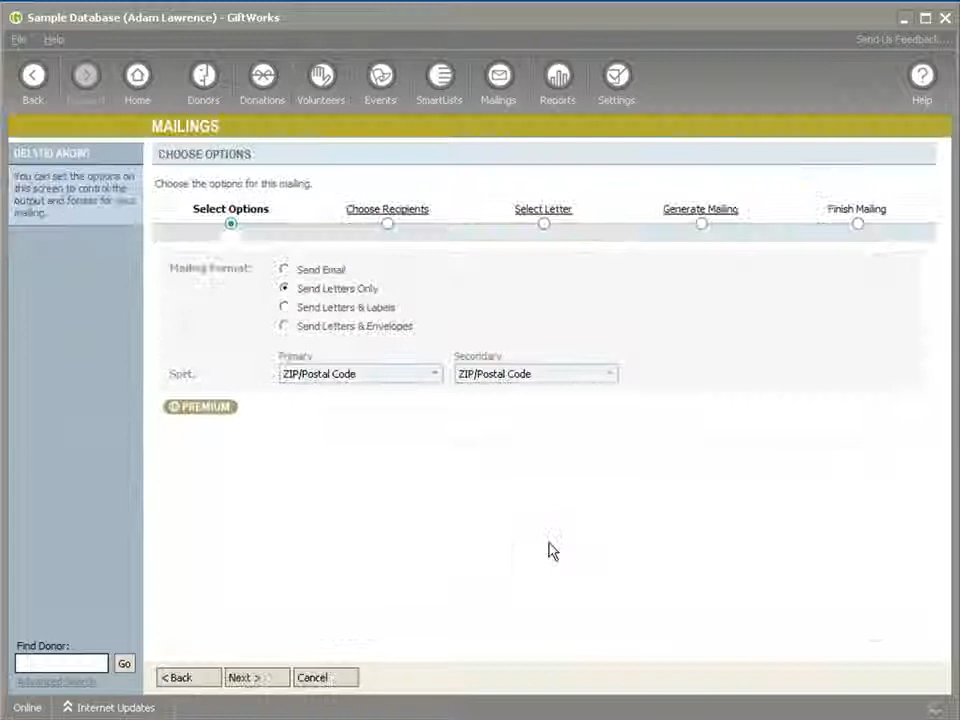 Sample Database (Adam Lawrence) - GiftWorks
File Help Send Us Feedback...
Back Forward Home Donors Donations Volunteers Events SmartLists Mailings Reports Settings Help
MAILINGS
CHOOSE OPTIONS
You can set the options on
this screen to control the
output and format for your
mailing.
Choose the options for this mailing.
Select Options Choose Recipients Select Letter Generate Mailing Finish Mailing
Mailing Format:
Send Email
Send Letters Only
Send Letters & Labels
Send Letters & Envelopes
Primary Secondary
Sort: ZIP/Postal Code ZIP/Postal Code
PREMIUM
Find Donor:
Go
Advanced Search
< Back Next > Cancel
Online Internet Updates